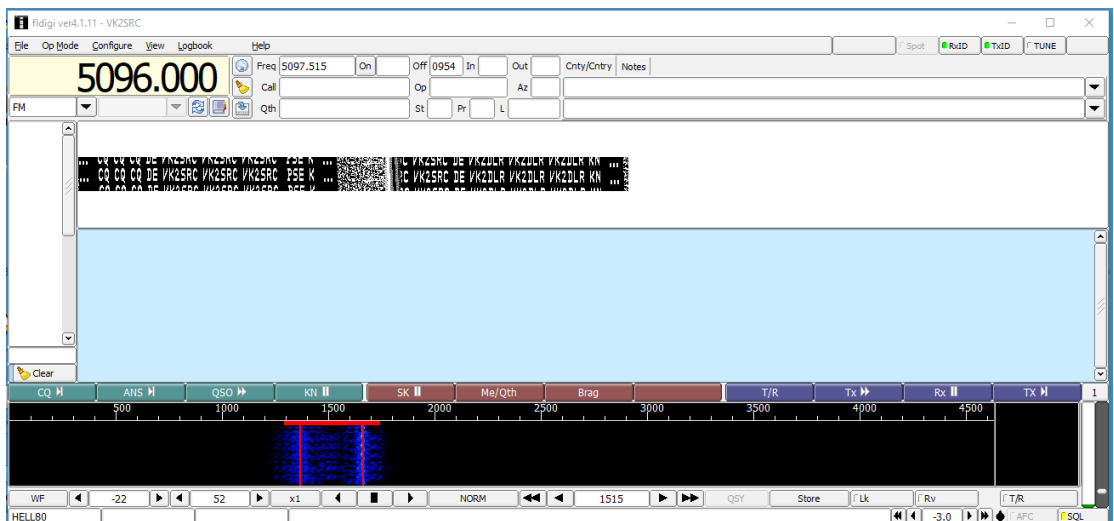 fldigi ver4.1.11 - VK2SRC
File Op Mode Configure View Logbook Help Spot RxID TxID TUNE
5096.000 Freq 5097.515 On Off 0954 In Out Cnty/Cntry Notes
Call Op Az
FM Qth St Pr L
... CQ CQ CQ DE VK2SRC VK2SRC VK2SRC PSE K ... C VK2SRC DE VK2DLR VK2DLR VK2DLR KN ...
... CQ CQ CQ DE VK2SRC VK2SRC VK2SRC PSE K ... C VK2SRC DE VK2DLR VK2DLR VK2DLR KN ...
Clear
CQ ANS QSO KN SK Me/Qth Brag T/R Tx Rx TX 1
500 1000 1500 2000 2500 3000 3500 4000 4500
WF -22 52 x1 NORM 1515 QSY Store Lk Rv T/R
HELL80 -3.0 AFC SQL